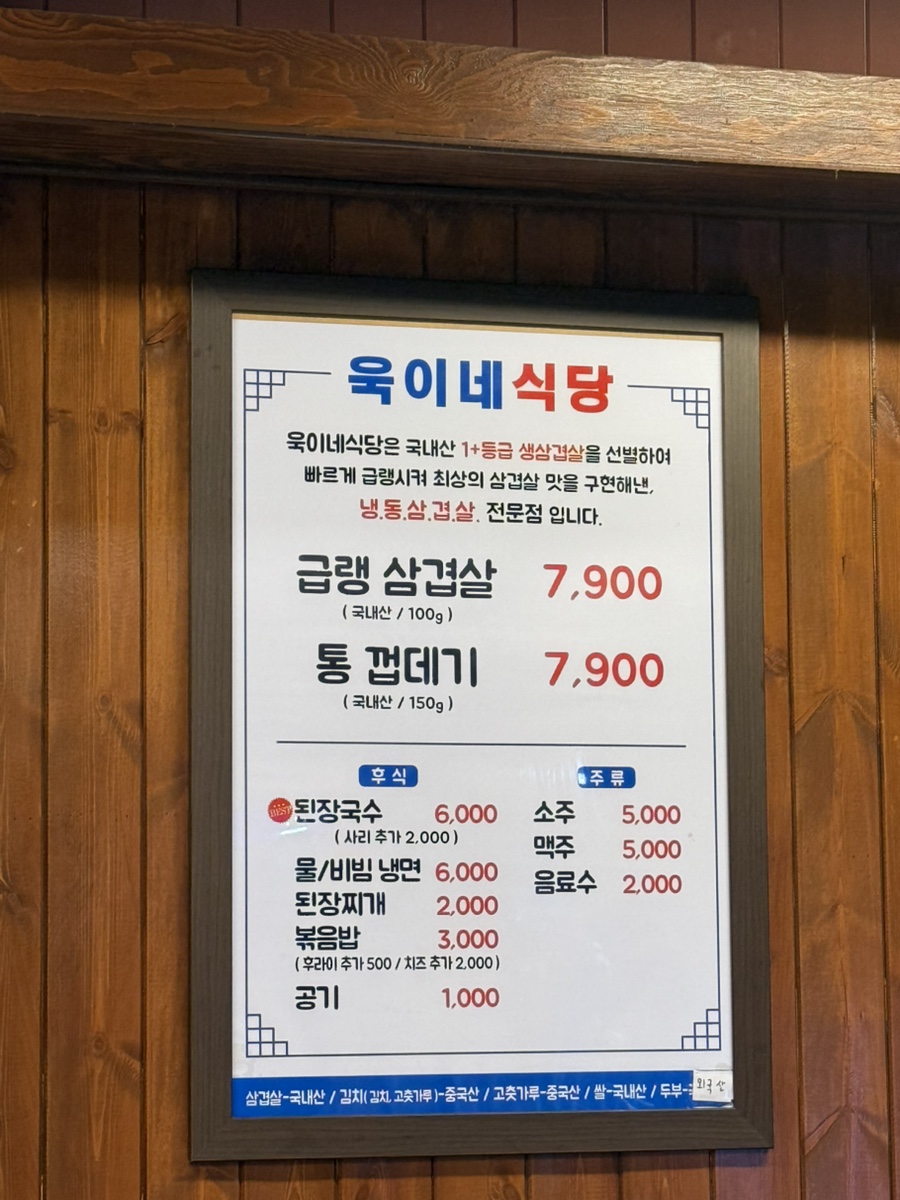 욱이네식당
욱이네식당은 국내산 1+등급 생삼겹살을 선별하여
빠르게 급랭시켜 최상의 삼겹살 맛을 구현해낸,
냉.동.삼.겹.살. 전문점 입니다.
급랭 삼겹살 7,900
( 국내산 / 100g )
통 껍데기 7,900
( 국내산 / 150g )
후식
BEST 된장국수 6,000
( 사리 추가 2,000 )
물/비빔 냉면 6,000
된장찌개 2,000
볶음밥 3,000
( 후라이 추가 500 / 치즈 추가 2,000 )
공기 1,000
주류
소주 5,000
맥주 5,000
음료수 2,000
삼겹살-국내산 / 김치( 김치, 고춧가루 )-중국산 / 고춧가루-중국산 / 쌀-국내산 / 두부-외국산